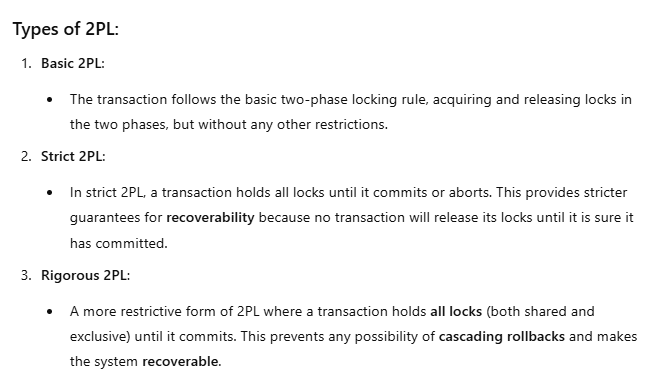 Types of 2PL:
1. Basic 2PL:
• The transaction follows the basic two-phase locking rule, acquiring and releasing locks in
the two phases, but without any other restrictions.
2. Strict 2PL:
• In strict 2PL, a transaction holds all locks until it commits or aborts. This provides stricter
guarantees for recoverability because no transaction will release its locks until it is sure it
has committed.
3. Rigorous 2PL:
• A more restrictive form of 2PL where a transaction holds all locks (both shared and
exclusive) until it commits. This prevents any possibility of cascading rollbacks and makes
the system recoverable.